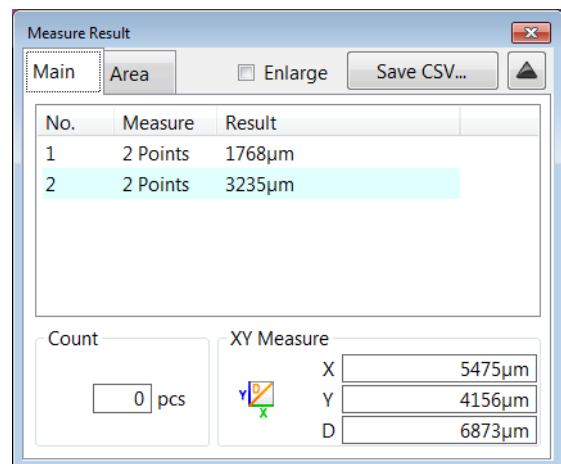 Measure Result
Main Area Enlarge Save CSV...
No. Measure Result
1 2 Points 1768µm
2 2 Points 3235µm
Count XY Measure
X 5475µm
0 pcs Y D X Y 4156µm
D 6873µm